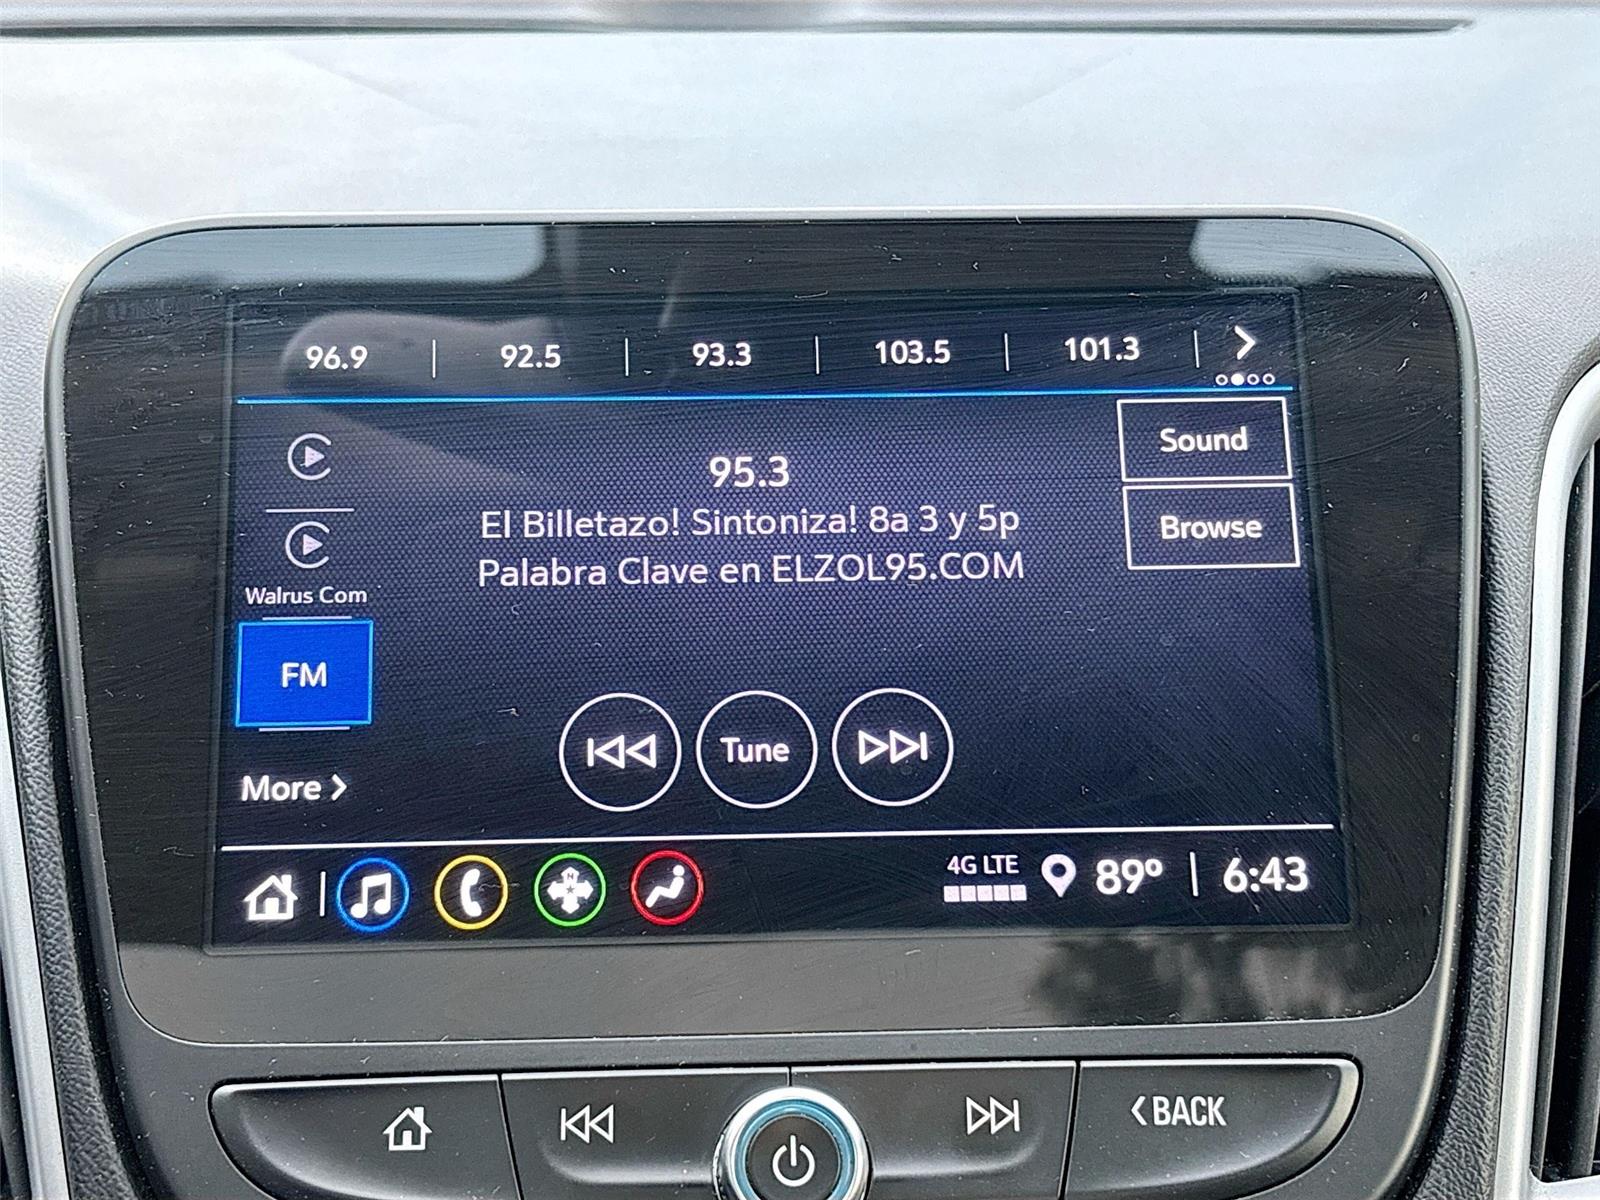 96.9 | 92.5 | 93.3 | 103.5 | 101.3 |
Sound
95.3
El Billetazo! Sintoniza! 8a 3 y 5p
Palabra Clave en ELZOL95.COM
Browse
Walrus Com
FM
Tune
More
4G LTE
89° | 6:43
N
BACK